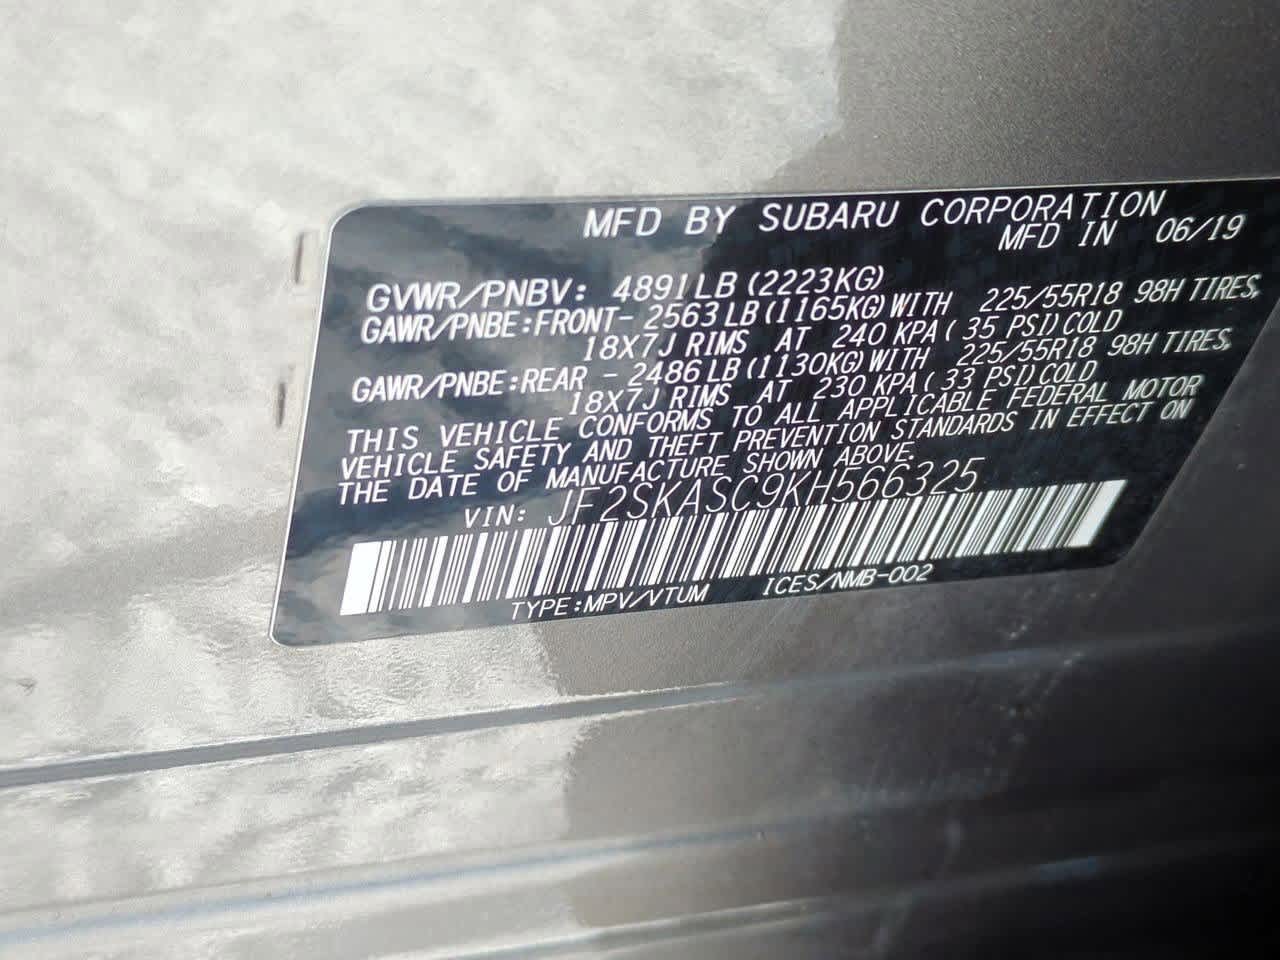 MFD BY SUBARU CORPORATION
MFD IN 06/19
GVWR/PNBV: 4891LB (2223KG)
GAWR/PNBE:FRONT- 2563LB(1165KG)WITH 225/55R18 98H TIRES,
18X7J RIMS AT 240 KPA( 35 PSI)COLD
GAWR/PNBE:REAR - 2486LB(1130KG)WITH 225/55R18 98H TIRES,
18X7J RIMS AT 230 KPA( 33 PSI)COLD
THIS VEHICLE CONFORMS TO ALL APPLICABLE FEDERAL MOTOR
VEHICLE SAFETY AND THEFT PREVENTION STANDARDS IN EFFECT ON
THE DATE OF MANUFACTURE SHOWN ABOVE.
VIN: JF2SKASC9KH566325
TYPE:MPV/VTUM ICES/NMB-002